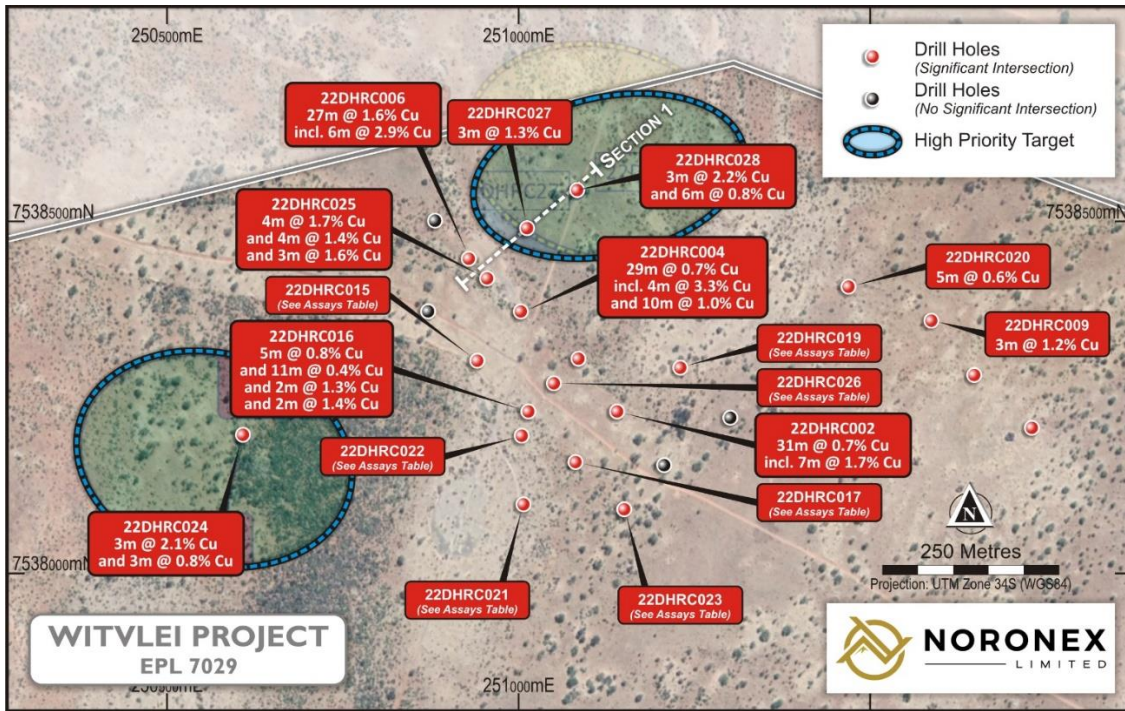 250500mE
251000mE
Drill Holes
(Significant Intersection)
Drill Holes
(No Significant Intersection)
High Priority Target
22DHRC006
27m @ 1.6% Cu
incl. 6m @ 2.9% Cu
22DHRC027
3m @ 1.3% Cu
SECTION 1
22DHRC028
3m @ 2.2% Cu
and 6m @ 0.8% Cu
7538500mN
7538500mN
22DHRC025
4m @ 1.7% Cu
and 4m @ 1.4% Cu
and 3m @ 1.6% Cu
22DHRC004
29m @ 0.7% Cu
incl. 4m @ 3.3% Cu
and 10m @ 1.0% Cu
22DHRC020
5m @ 0.6% Cu
22DHRC015
(See Assays Table)
22DHRC009
3m @ 1.2% Cu
22DHRC016
5m @ 0.8% Cu
and 11m @ 0.4% Cu
and 2m @ 1.3% Cu
and 2m @ 1.4% Cu
22DHRC019
(See Assays Table)
22DHRC026
(See Assays Table)
22DHRC022
(See Assays Table)
22DHRC002
31m @ 0.7% Cu
incl. 7m @ 1.7% Cu
22DHRC017
(See Assays Table)
22DHRC024
3m @ 2.1% Cu
and 3m @ 0.8% Cu
N
250 Metres
Projection: UTM Zone 34S (WGS84)
7538000mN
22DHRC021
(See Assays Table)
22DHRC023
(See Assays Table)
WITVLEI PROJECT
EPL 7029
NORONEX
LIMITED
251000mE